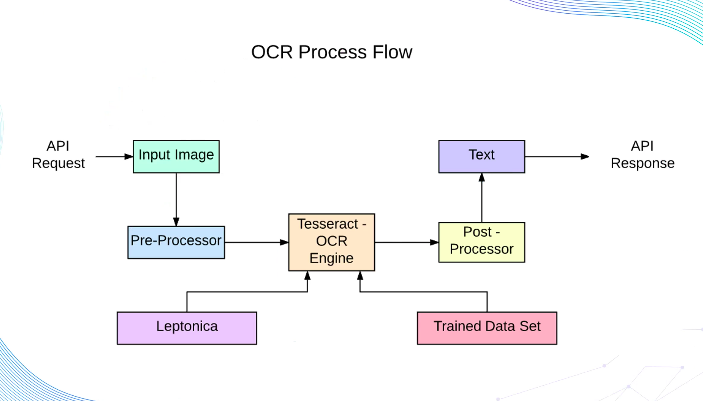 OCR Process Flow
API
Request
Input Image
Text
API
Response
Pre-Processor
Tesseract -
OCR
Engine
Post -
Processor
Leptonica
Trained Data Set